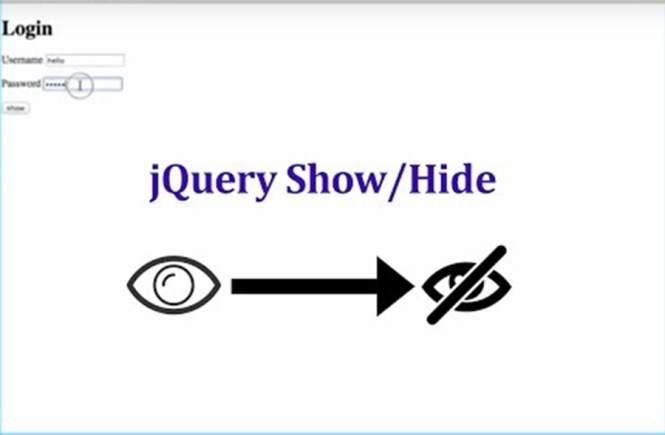 Login
Username hello
Password •••••
show
jQuery Show/Hide